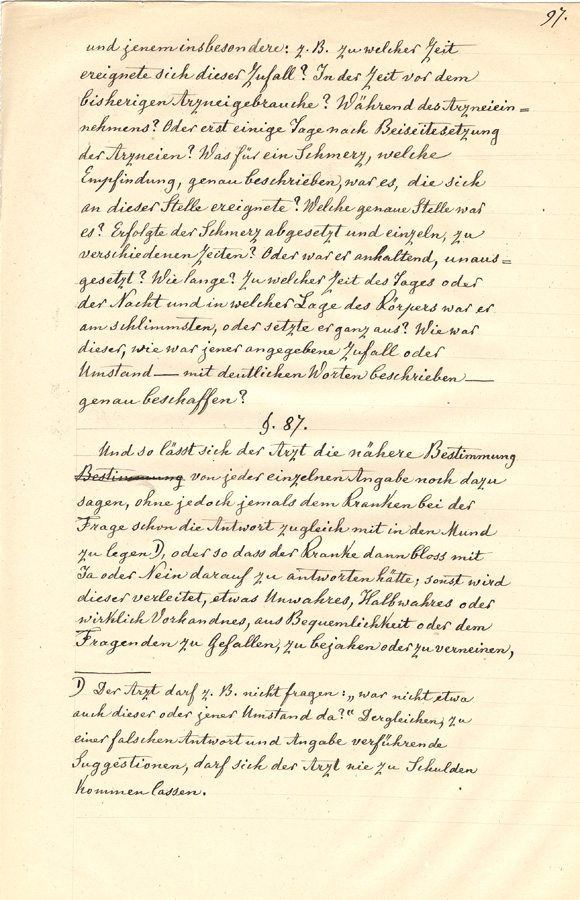 97.
und jenem insbesondere: z. B. zu welcher Zeit
ereignete sich dieser Zufall? In der Zeit vor dem
bisherigen Arzneigebrauche? Während des Arzneiein=
nehmens? Oder erst einige Tage nach Beiseitesetzung
der Arzneien? Was für ein Schmerz, welche
Empfindung, genau beschrieben, war es, die sich
an dieser Stelle ereignete? Welche genaue Stelle war
es? Erfolgte der Schmerz abgesetzt und einzeln, zu
verschiedenen Zeiten? Oder war er anhaltend, unaus=
gesetzt? Wie lange? Zu welcher Zeit des Tages oder
der Nacht und in welcher Lage des Körpers war er
am schlimmsten, oder setzte er ganz aus? Wie war
dieser, wie war jener angegebene Zufall oder
Umstand — mit deutlichen Worten beschrieben —
genau beschaffen?
§. 87.
Und so lässt sich der Arzt die nähere Bestimmung
Bestimmung von jeder einzelnen Angabe noch dazu
sagen, ohne jedoch jemals dem Kranken bei der
Frage schon die Antwort zugleich mit in den Mund
zu legen 1), oder so dass der Kranke dann bloss mit
Ja oder Nein darauf zu antworten hätte; sonst wird
dieser verleitet, etwas Unwahres, Halbwahres oder
wirklich Vorhandnes, aus Bequemlichkeit oder dem
Fragenden zu Gefallen, zu bejahen oder zu verneinen,
1) Der Arzt darf z. B. nicht fragen: „war nicht etwa
auch dieser oder jener Umstand da?" Dergleichen, zu
einer falschen Antwort und Angabe verführende
Suggestionen, darf sich der Arzt nie zu Schulden
kommen lassen.